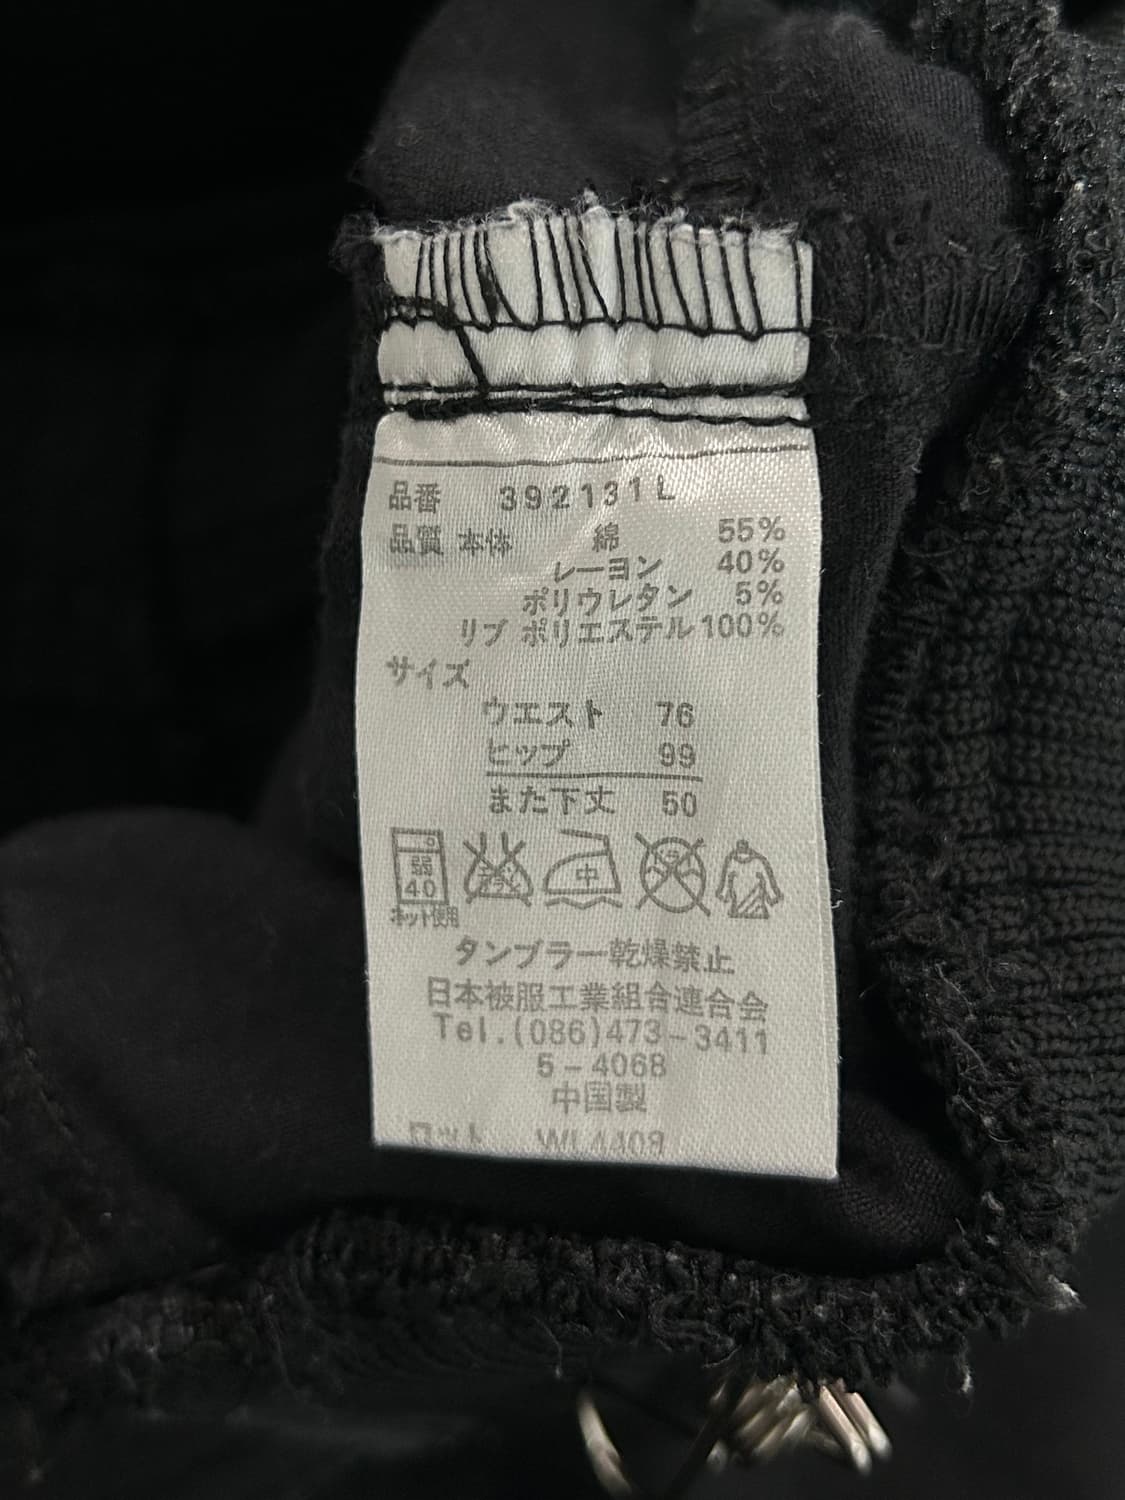 品番 392131L
品質 本体 綿 55%
レーヨン 40%
ポリウレタン 5%
リブ ポリエステル 100%
サイズ
ウエスト 76
ヒップ 99
また下丈 50
弱
40
中
ネット使用
タンブラー乾燥禁止
日本被服工業組合連合会
Tel.(086)473-3411
5-4068
中国製
ロット WL4409